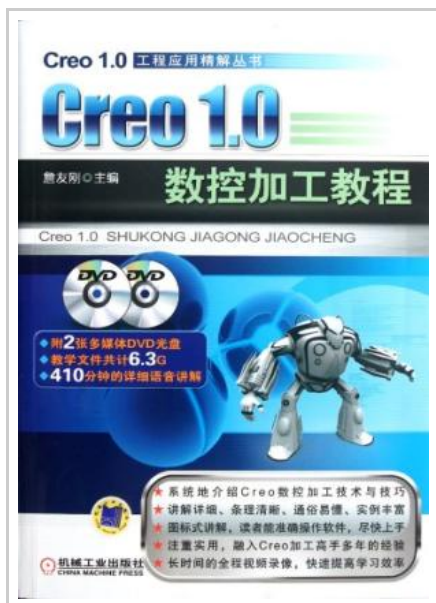 Creo 1.0 工程应用精解丛书
Creo 1.0
詹友刚○主编
数控加工教程
Creo 1.0 SHUKONG JIAGONG JIAOCHENG
DVD DVD
◆附2张多媒体DVD光盘
◆教学文件共计6.3G
◆410分钟的详细语音讲解
★系统地介绍Creo数控加工技术与技巧
★讲解详细、条理清晰、通俗易懂、实例丰富
★图标式讲解，读者能准确操作软件，尽快上手
★注重实用，融入Creo加工高手多年的经验
★长时间的全程视频录像，快速提高学习效率
机械工业出版社
CHINA MACHINE PRESS